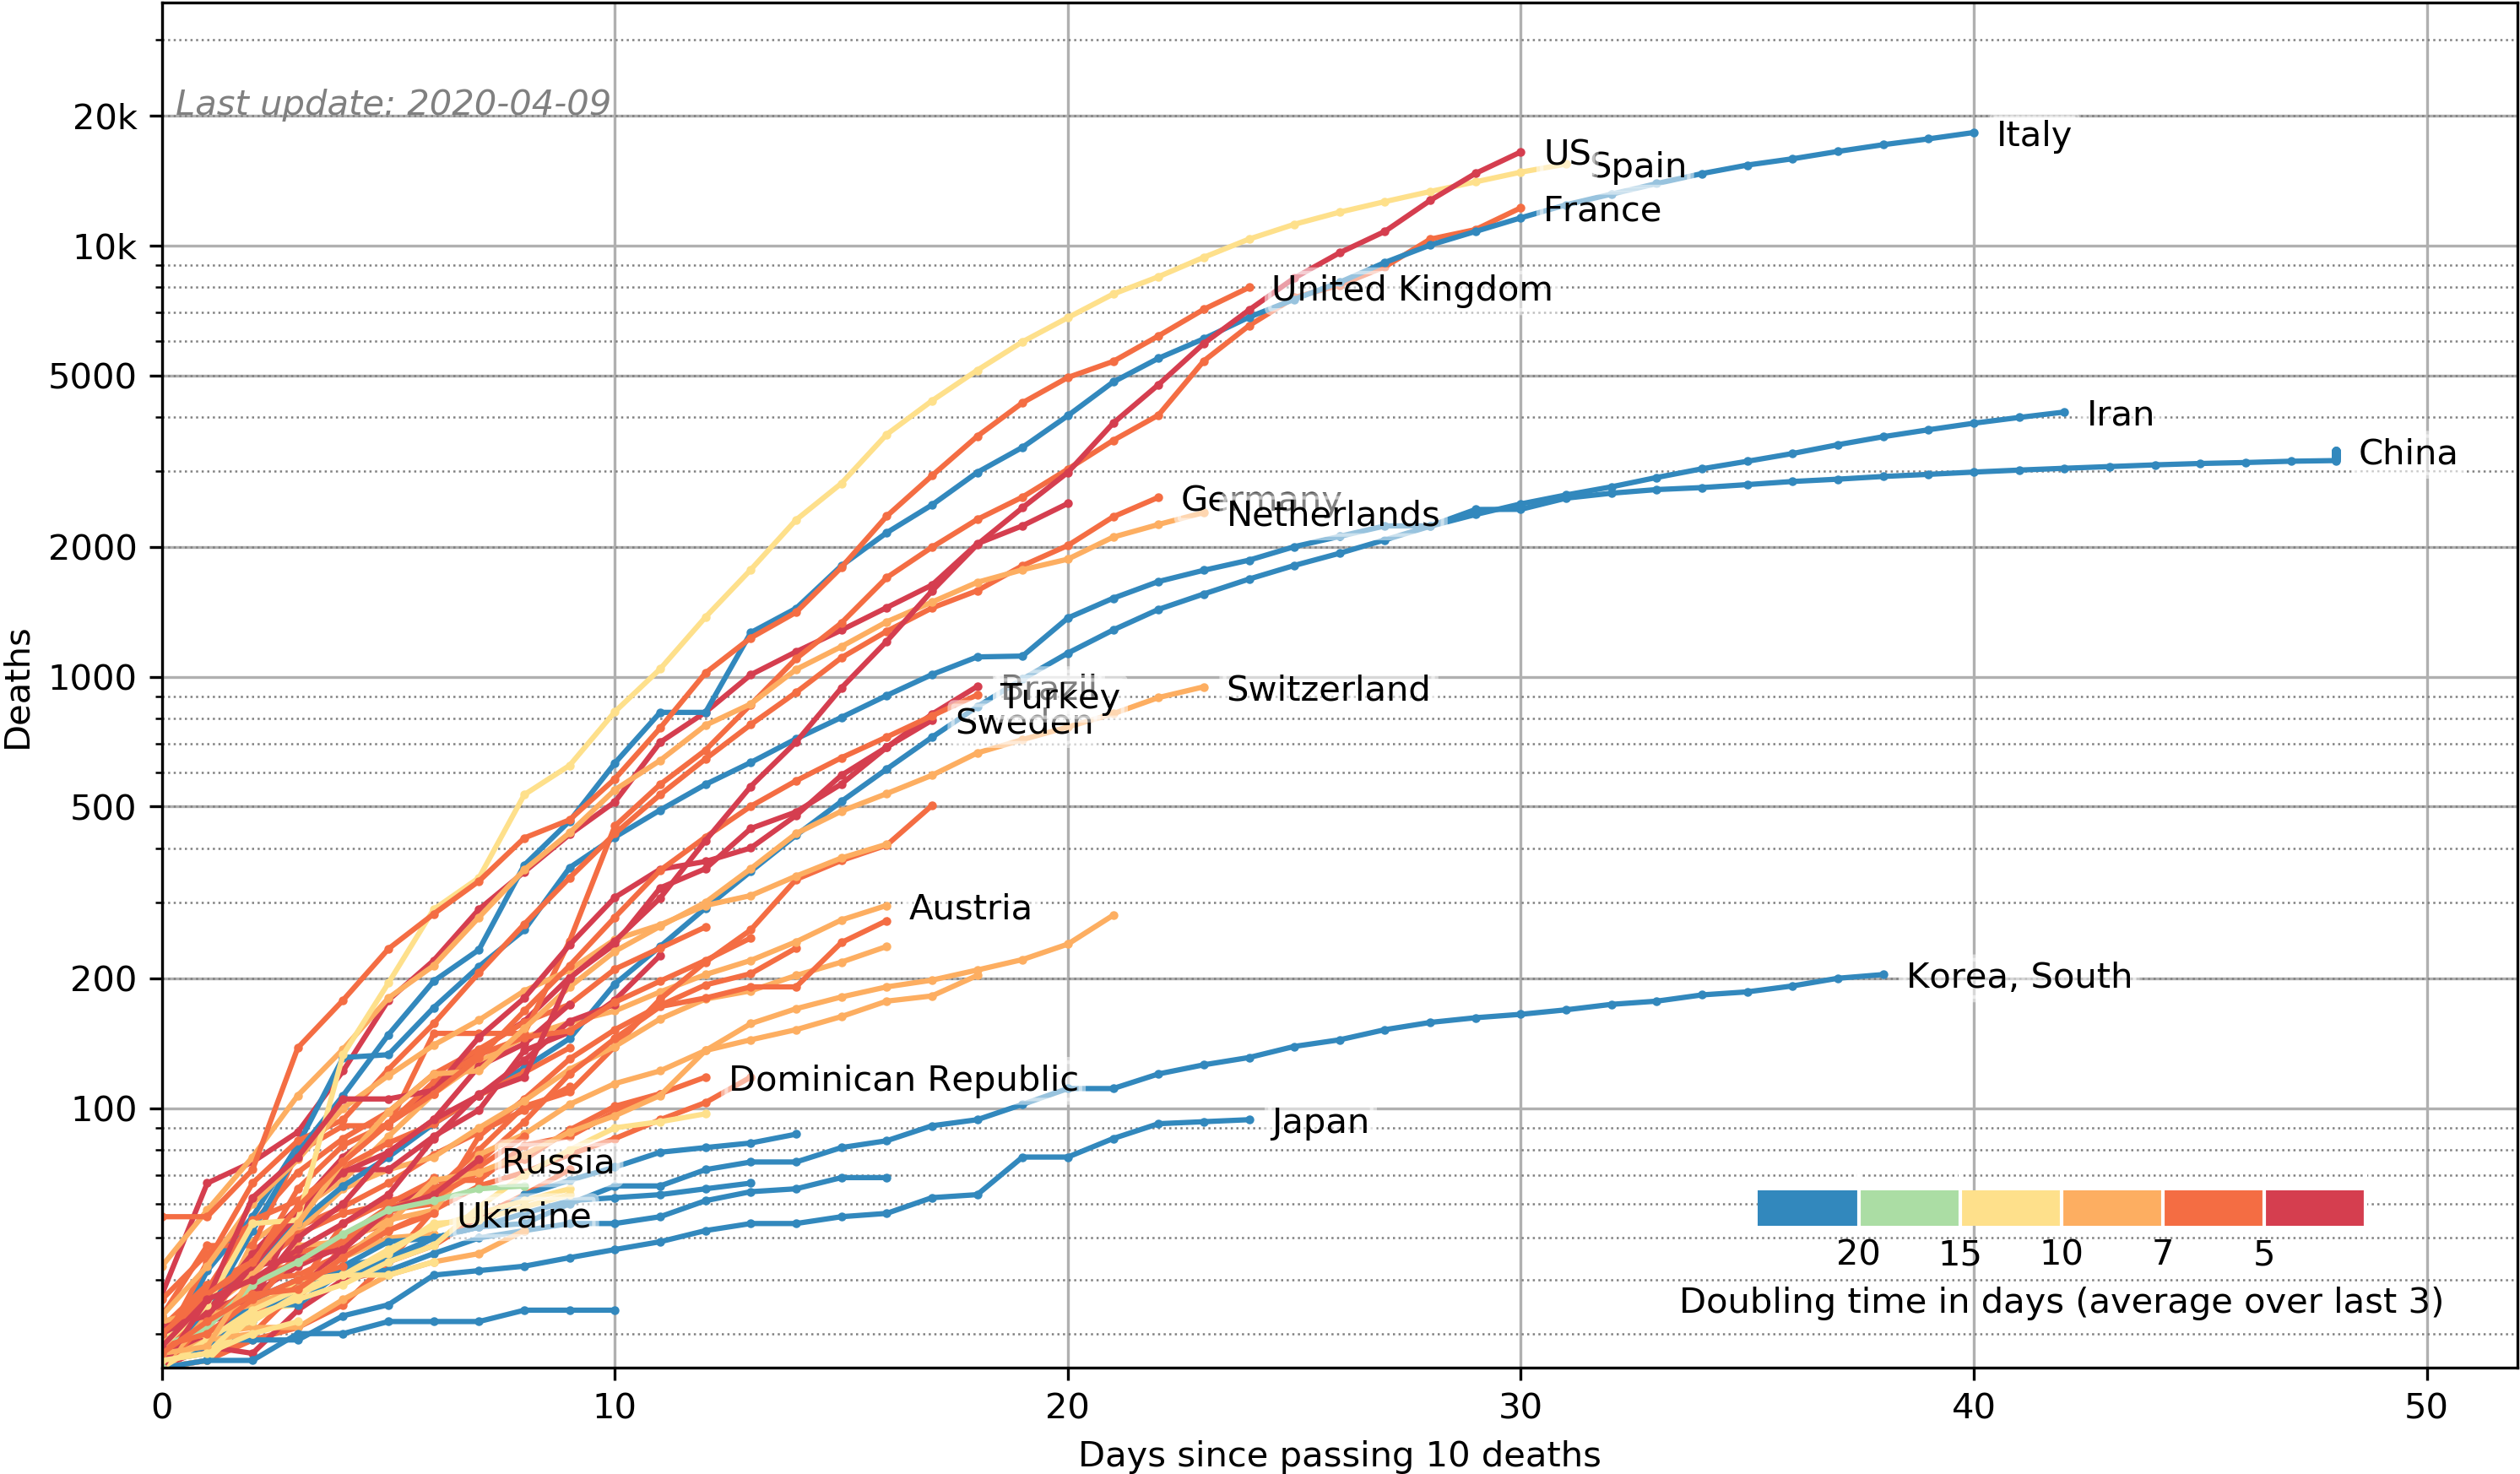 Last update: 2020-04-09
20k
10k
5000
2000
1000
500
200
100
Deaths
US
Spain
Italy
France
United Kingdom
Iran
China
Germany
Netherlands
Brazil
Turkey
Switzerland
Sweden
Austria
Korea, South
Dominican Republic
Japan
Russia
Ukraine
20 15 10 7 5
Doubling time in days (average over last 3)
0 10 20 30 40 50
Days since passing 10 deaths